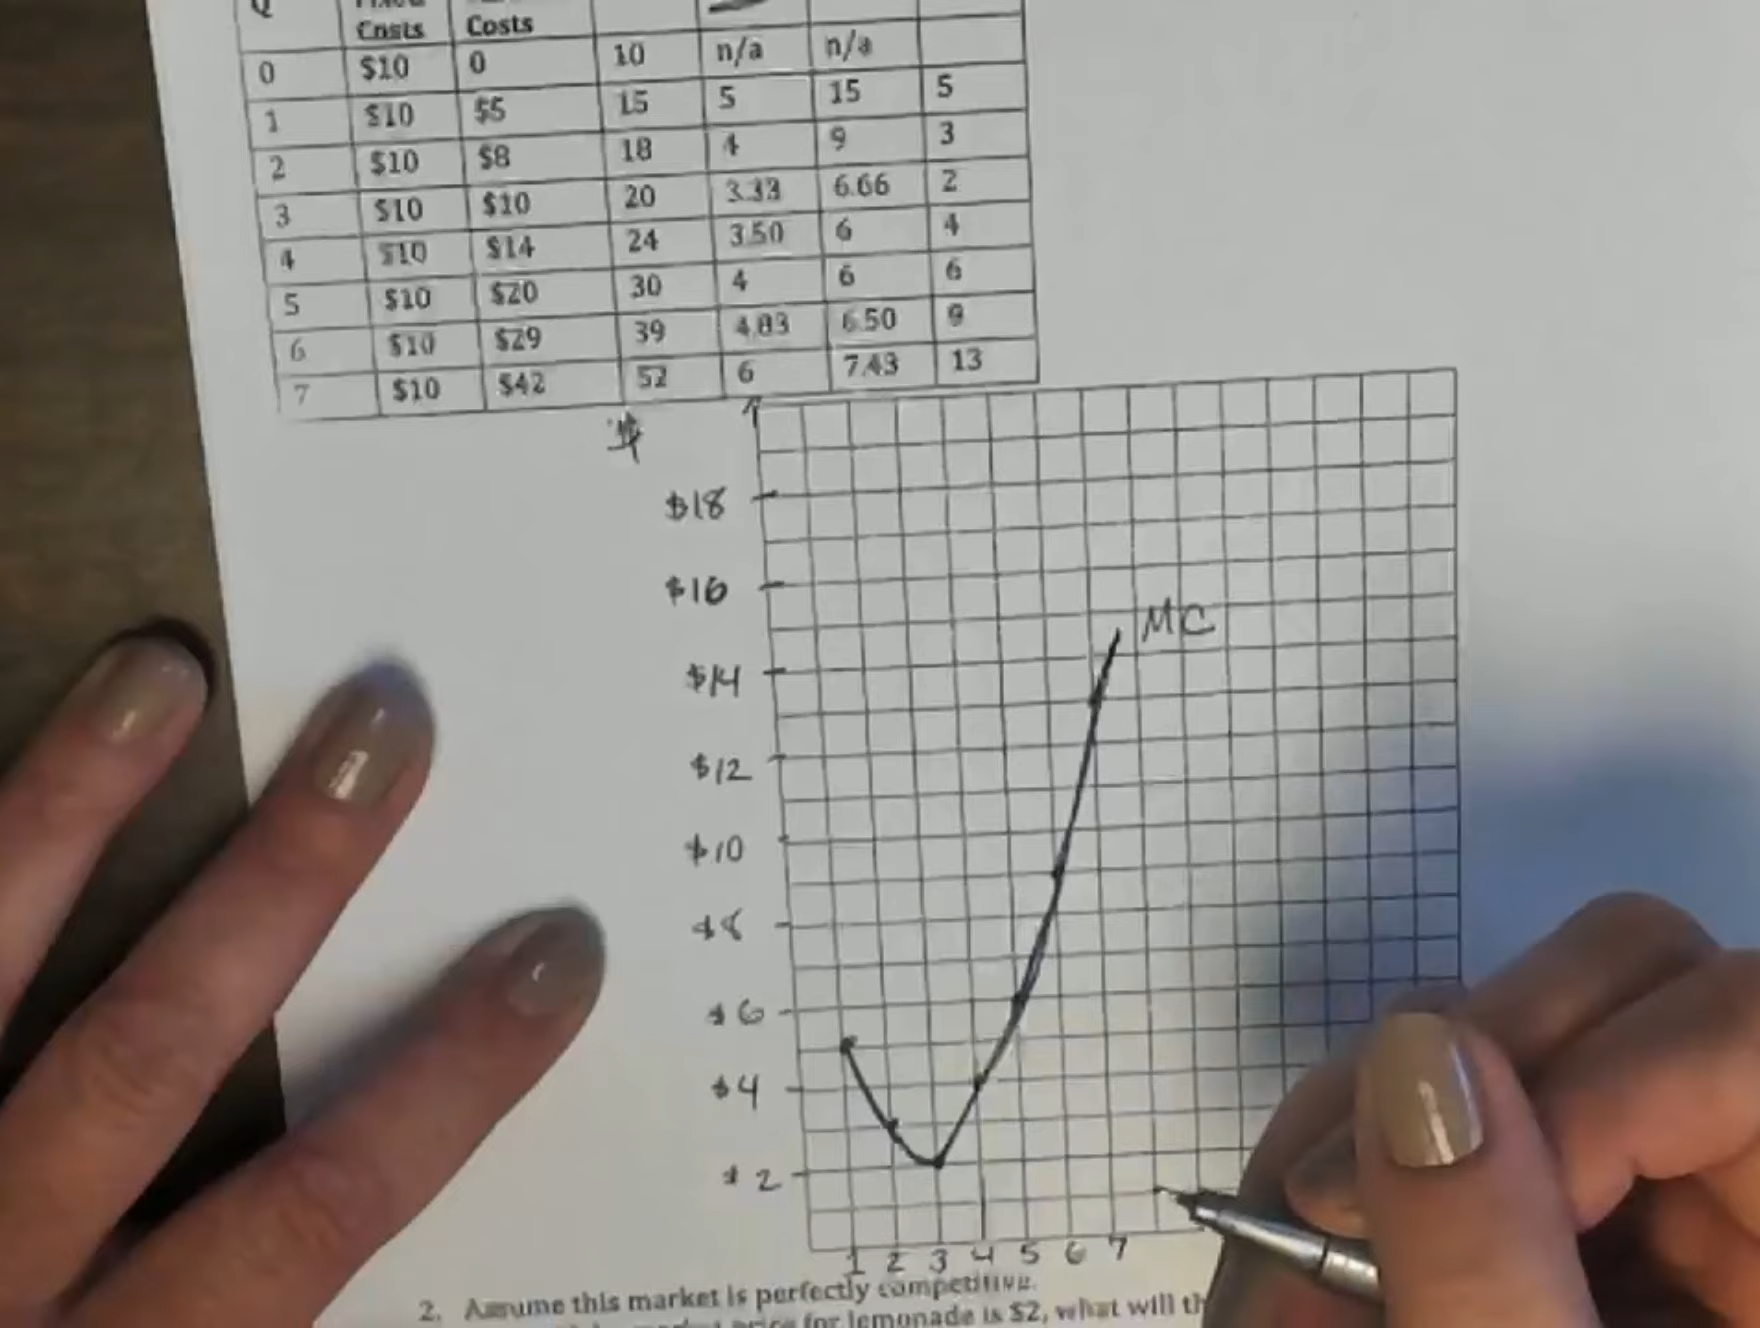 Q Fixed
Costs Costs
0 $10 0 10 n/a n/a
1 $10 $5 15 5 15 5
2 $10 $8 18 4 9 3
3 $10 $10 20 3.33 6.66 2
4 $10 $14 24 3.50 6 4
5 $10 $20 30 4 6 6
6 $10 $29 39 4.83 6.50 9
7 $10 $42 52 6 7.43 13
$
$18
$16
MC
$14
$12
$10
$8
$6
$4
$2
1 2 3 4 5 6 7
2. Assume this market is perfectly competitive.
price for lemonade is $2, what will